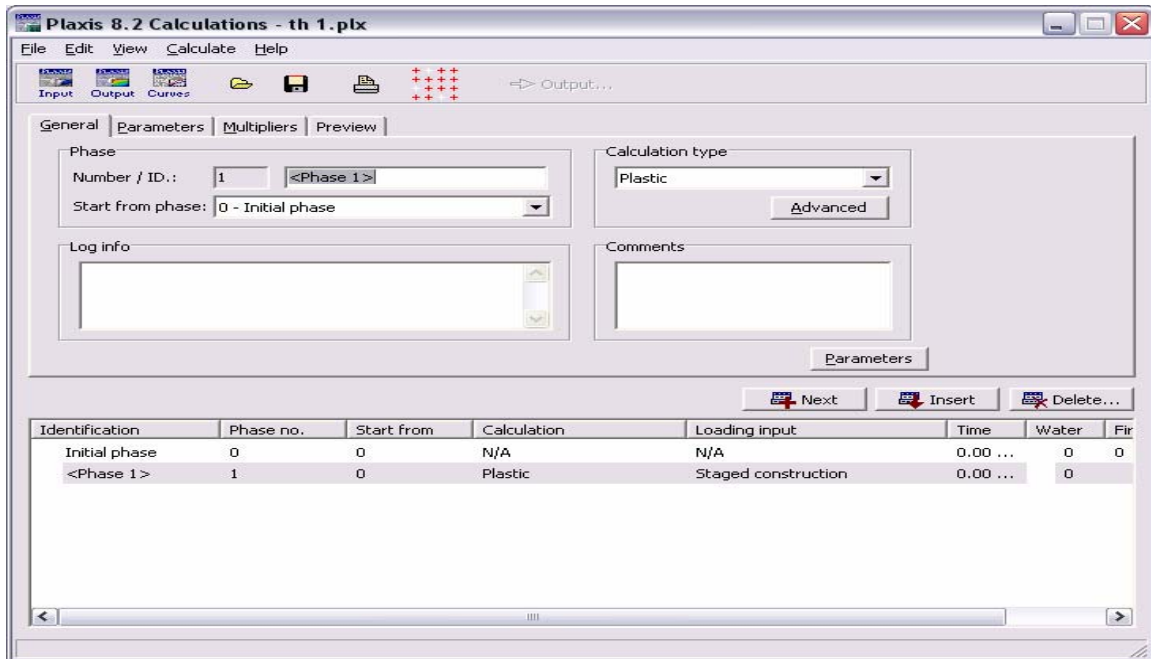 Plaxis 8.2 Calculations - th 1.plx
File Edit View Calculate Help
PLAXIS PLAXIS PLAXIS
Input Output Curves Output...
General Parameters Multipliers Preview
Phase Calculation type
Number / ID.: 1 <Phase 1> Plastic
Start from phase: 0 - Initial phase Advanced
Log info Comments
Parameters
Next Insert Delete...
Identification Phase no. Start from Calculation Loading input Time Water Fir
Initial phase 0 0 N/A N/A 0.00 ... 0 0
<Phase 1> 1 0 Plastic Staged construction 0.00 ... 0